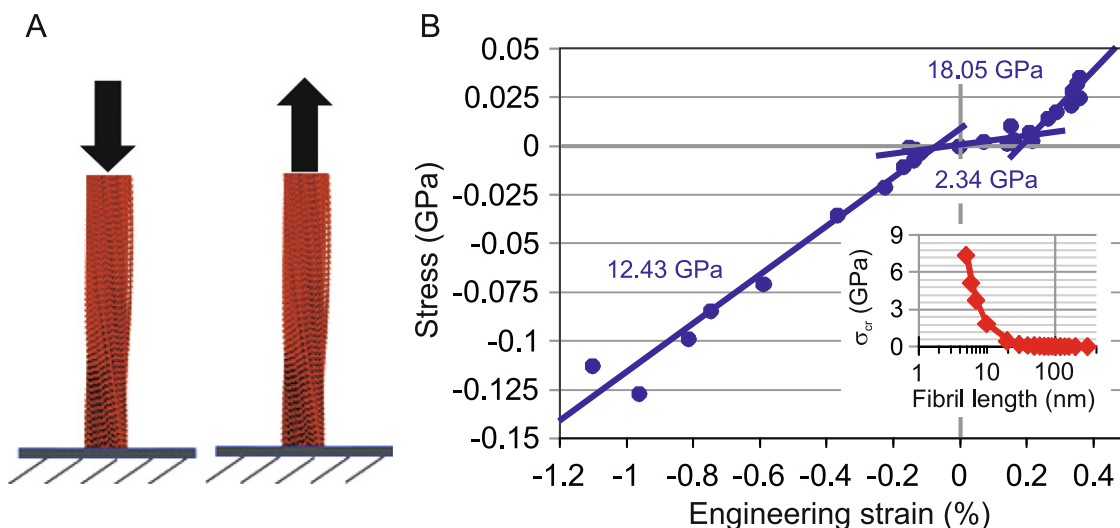 A
B
0.05
0.025
0
-0.025
-0.05
-0.075
-0.1
-0.125
-0.15
Stress (GPa)
18.05 GPa
2.34 GPa
12.43 GPa
9
6
3
0
σcr (GPa)
1 10 100
Fibril length (nm)
-1.2 -1 -0.8 -0.6 -0.4 -0.2 0 0.2 0.4
Engineering strain (%)